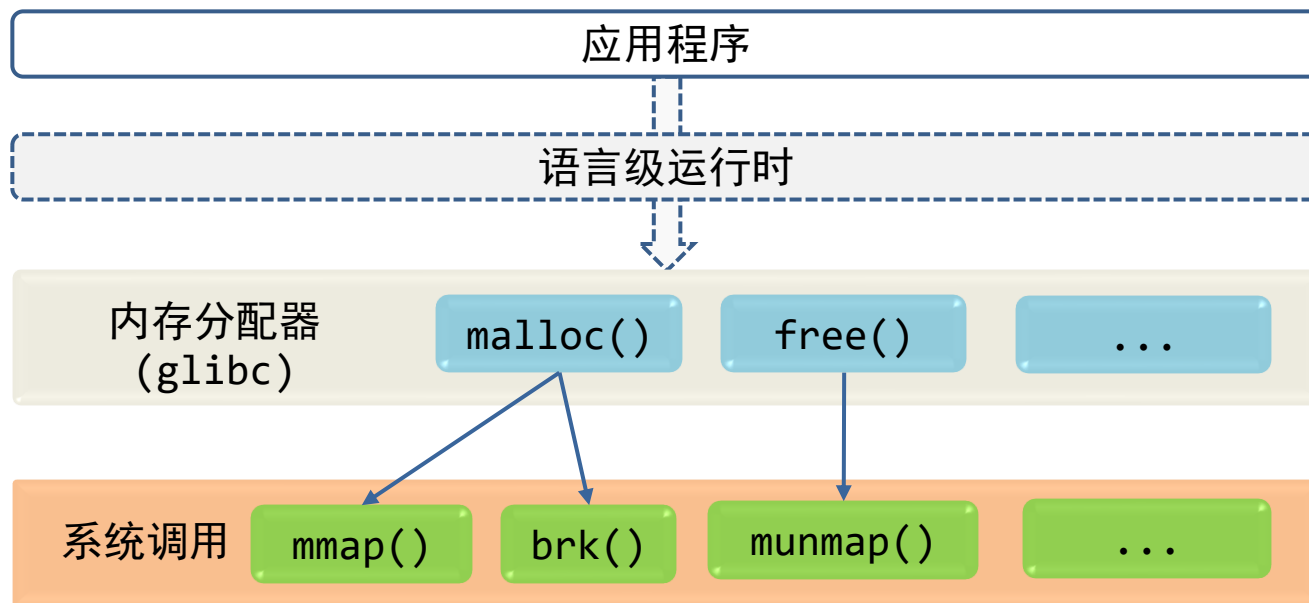 应用程序
语言级运行时
内存分配器
(glibc)
malloc()
free()
...
系统调用
mmap()
brk()
munmap()
...